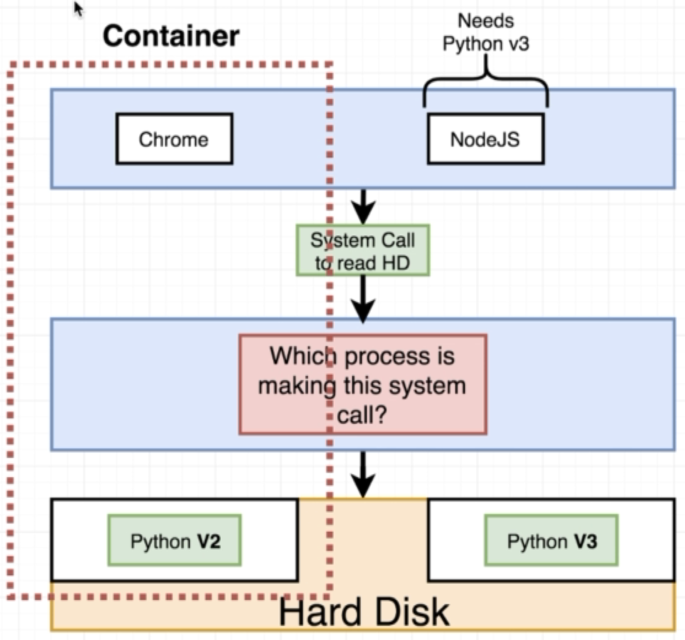 Container
Needs
Python v3
Chrome
NodeJS
System Call
to read HD
Which process is
making this system
call?
Python V2
Python V3
Hard Disk